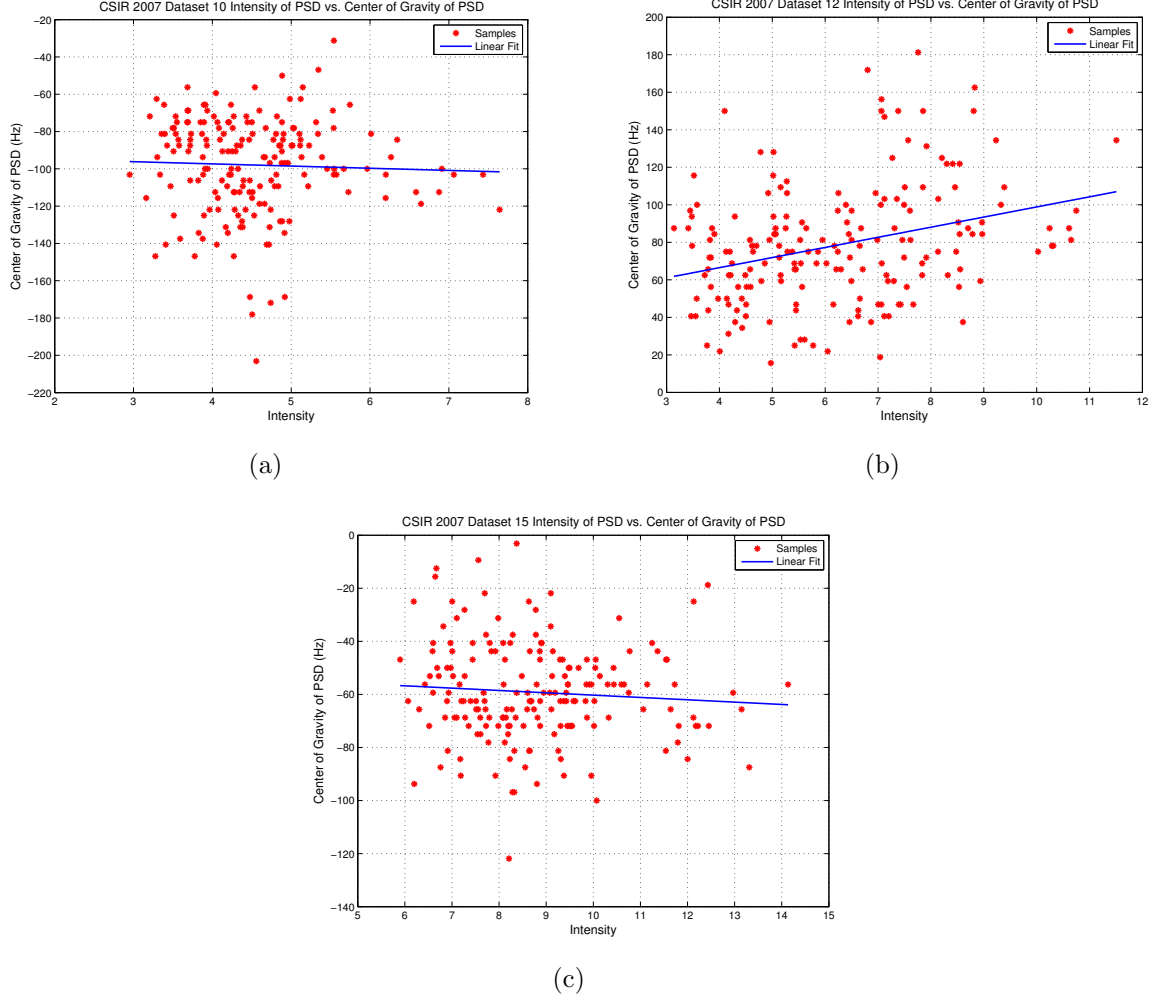 CSIR 2007 Dataset 10 Intensity of PSD vs. Center of Gravity of PSD
−20
−40
−60
−80
−100
−120
−140
−160
−180
−200
−220
Center of Gravity of PSD (Hz)
Samples
Linear Fit
2 3 4 5 6 7 8
Intensity
(a)
CSIR 2007 Dataset 12 Intensity of PSD vs. Center of Gravity of PSD
200
180
160
140
120
100
80
60
40
20
0
Center of Gravity of PSD (Hz)
Samples
Linear Fit
3 4 5 6 7 8 9 10 11 12
Intensity
(b)
CSIR 2007 Dataset 15 Intensity of PSD vs. Center of Gravity of PSD
0
−20
−40
−60
−80
−100
−120
−140
Center of Gravity of PSD (Hz)
Samples
Linear Fit
5 6 7 8 9 10 11 12 13 14 15
Intensity
(c)